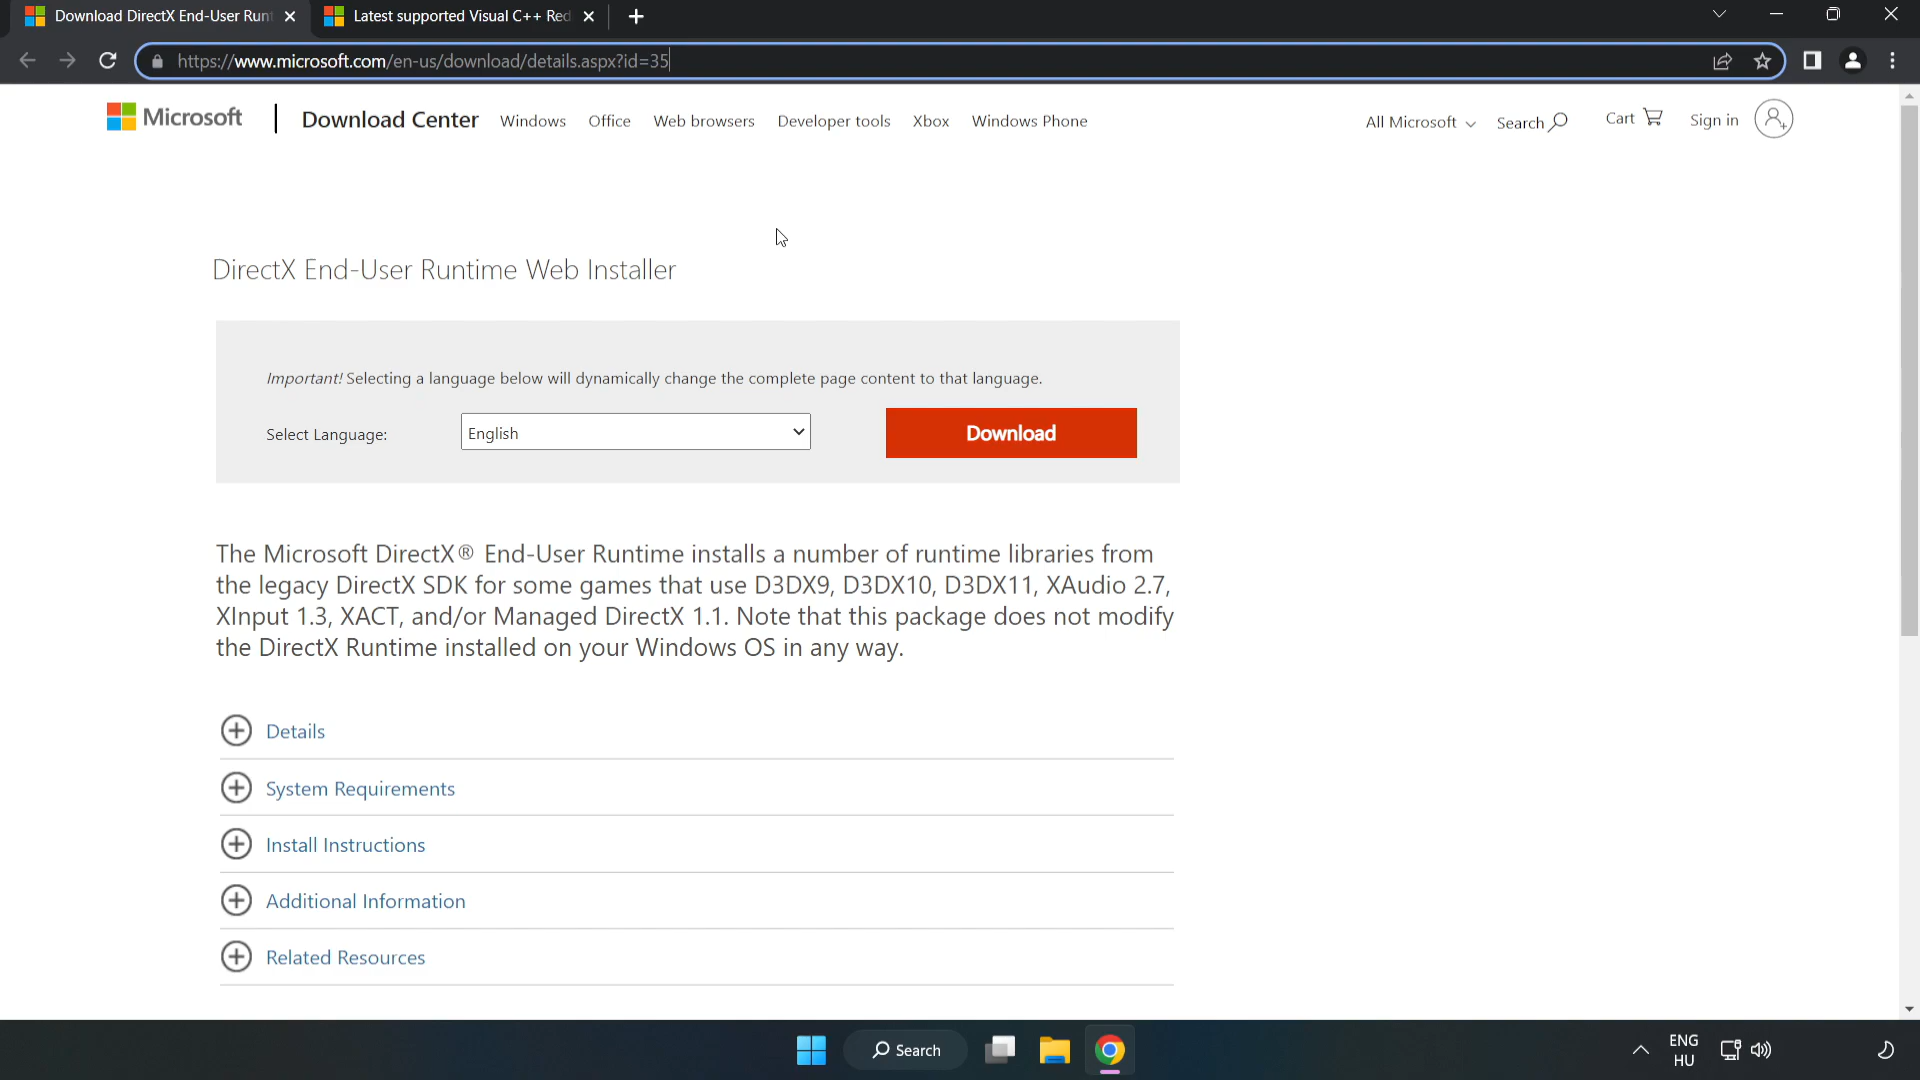 Download DirectX End-User Runt
Latest supported Visual C++ Red
https://www.microsoft.com/en-us/download/details.aspx?id=35
Microsoft
Download Center
Windows
Office
Web browsers
Developer tools
Xbox
Windows Phone
All Microsoft
Search
Cart
Sign in
DirectX End-User Runtime Web Installer
Important! Selecting a language below will dynamically change the complete page content to that language.
Select Language:
English
Download
The Microsoft DirectX® End-User Runtime installs a number of runtime libraries from
the legacy DirectX SDK for some games that use D3DX9, D3DX10, D3DX11, XAudio 2.7,
XInput 1.3, XACT, and/or Managed DirectX 1.1. Note that this package does not modify
the DirectX Runtime installed on your Windows OS in any way.
Details
System Requirements
Install Instructions
Additional Information
Related Resources
Search
ENG
HU